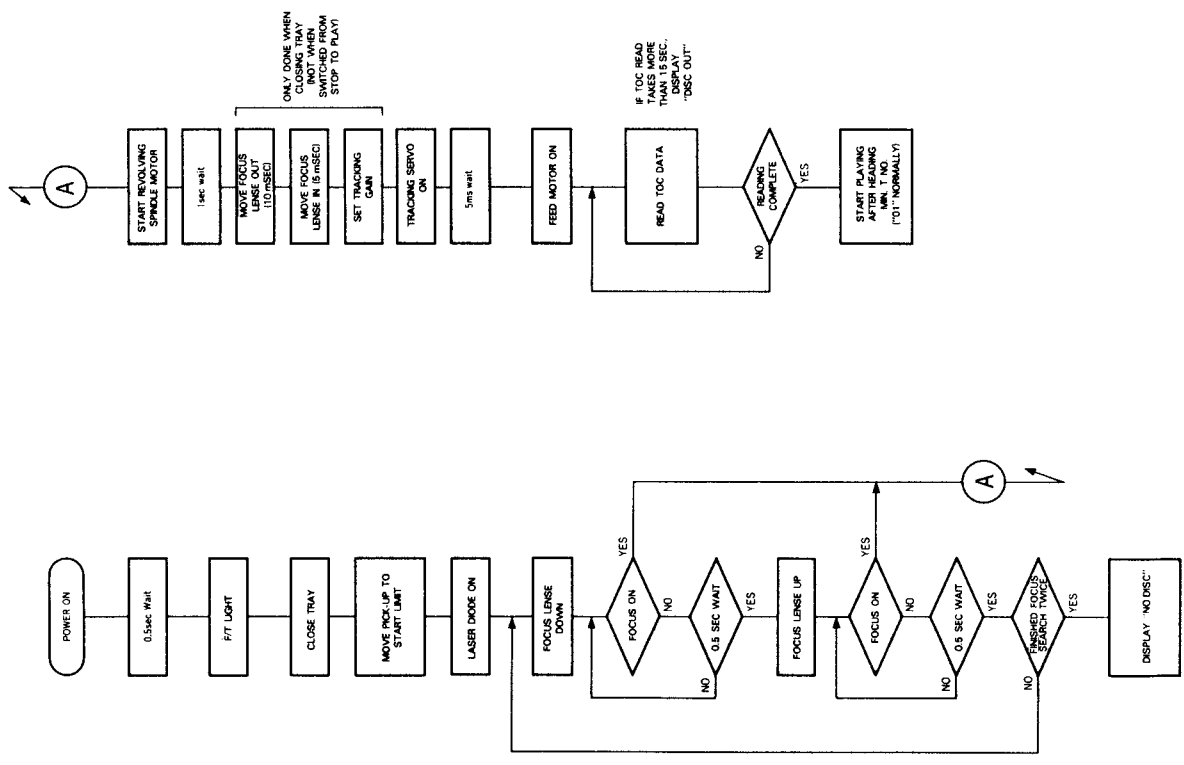 POWER ON
0.5sec Wait
F/T LIGHT
CLOSE TRAY
MOVE PICK-UP TO
START LIMIT
LASER DIODE ON
FOCUS LENSE
DOWN
FOCUS ON
YES
NO
0.5 SEC WAIT
NO
YES
FOCUS LENSE UP
FOCUS ON
YES
NO
0.5 SEC WAIT
NO
YES
FINISHED FOCUS
SEARCH TWICE
NO
YES
DISPLAY "NO DISC"
A
A
START REVOLVING
SPINDLE MOTOR
1sec wait
MOVE FOCUS
LENSE OUT
(10 mSEC)
MOVE FOCUS
LENSE IN (5 mSEC)
SET TRACKING
GAIN
ONLY DONE WHEN
CLOSING TRAY
(NOT WHEN
SWITCHED FROM
STOP TO PLAY)
TRACKING SERVO
ON
5ms wait
FEED MOTOR ON
READ TOC DATA
IF TOC READ
TAKES MORE
THAN 15 SEC,
DISPLAY
"DISC OUT"
READING
COMPLETE
NO
YES
START PLAYING
AFTER HEADING
MIN. T NO.
("01" NORMALLY)